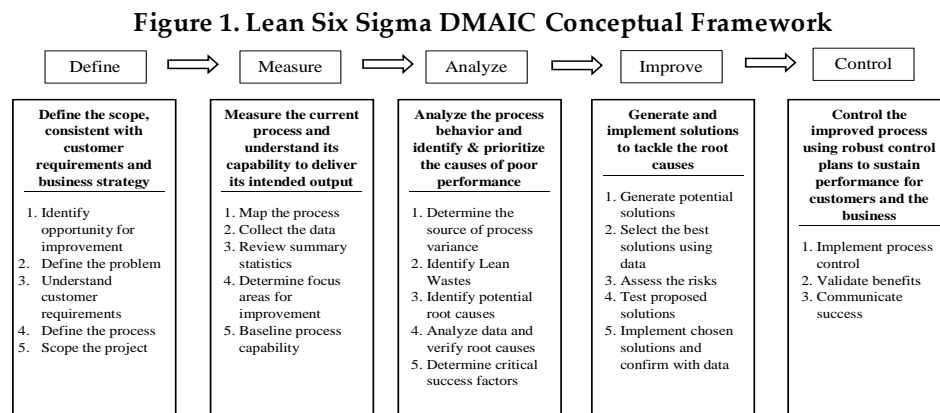 Figure 1. Lean Six Sigma DMAIC Conceptual Framework
Define
Measure
Analyze
Improve
Control
Define the scope,
consistent with
customer
requirements and
business strategy
1. Identify
opportunity for
improvement
2. Define the problem
3. Understand
customer
requirements
4. Define the process
5. Scope the project
Measure the current
process and
understand its
capability to deliver
its intended output
1. Map the process
2. Collect the data
3. Review summary
statistics
4. Determine focus
areas for
improvement
5. Baseline process
capability
Analyze the process
behavior and
identify & prioritize
the causes of poor
performance
1. Determine the
source of process
variance
2. Identify Lean
Wastes
3. Identify potential
root causes
4. Analyze data and
verify root causes
5. Determine critical
success factors
Generate and
implement solutions
to tackle the root
causes
1. Generate potential
solutions
2. Select the best
solutions using
data
3. Assess the risks
4. Test proposed
solutions
5. Implement chosen
solutions and
confirm with data
Control the
improved process
using robust control
plans to sustain
performance for
customers and the
business
1. Implement process
control
2. Validate benefits
3. Communicate
success